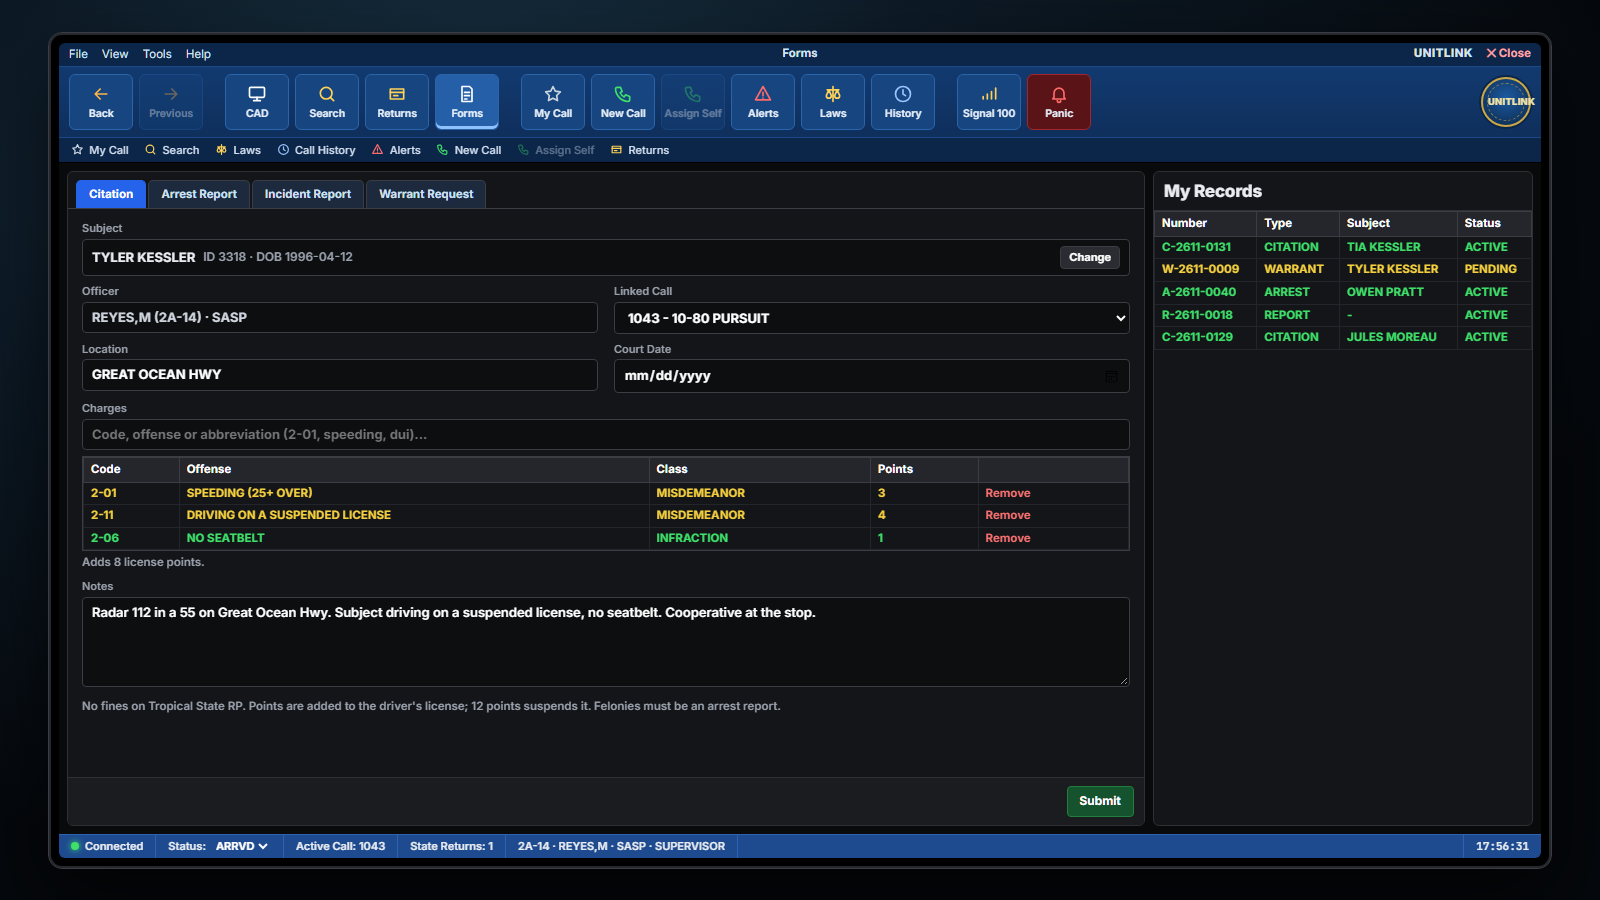 File View Tools Help
Forms
UNITLINK Close
Back
Previous
CAD
Search
Returns
Forms
My Call
New Call
Assign Self
Alerts
Laws
History
Signal 100
Panic
UNITLINK
My Call Search Laws Call History Alerts New Call Assign Self Returns
Citation Arrest Report Incident Report Warrant Request
Subject
TYLER KESSLER ID 3318 · DOB 1996-04-12
Change
Officer
REYES,M (2A-14) · SASP
Linked Call
1043 - 10-80 PURSUIT
Location
GREAT OCEAN HWY
Court Date
mm/dd/yyyy
Charges
Code, offense or abbreviation (2-01, speeding, dui)...
Code Offense Class Points
2-01 SPEEDING (25+ OVER) MISDEMEANOR 3 Remove
2-11 DRIVING ON A SUSPENDED LICENSE MISDEMEANOR 4 Remove
2-06 NO SEATBELT INFRACTION 1 Remove
Adds 8 license points.
Notes
Radar 112 in a 55 on Great Ocean Hwy. Subject driving on a suspended license, no seatbelt. Cooperative at the stop.
No fines on Tropical State RP. Points are added to the driver's license; 12 points suspends it. Felonies must be an arrest report.
Submit
My Records
Number Type Subject Status
C-2611-0131 CITATION TIA KESSLER ACTIVE
W-2611-0009 WARRANT TYLER KESSLER PENDING
A-2611-0040 ARREST OWEN PRATT ACTIVE
R-2611-0018 REPORT - ACTIVE
C-2611-0129 CITATION JULES MOREAU ACTIVE
Connected Status: ARRVD Active Call: 1043 State Returns: 1 2A-14 · REYES,M · SASP · SUPERVISOR 17:56:31